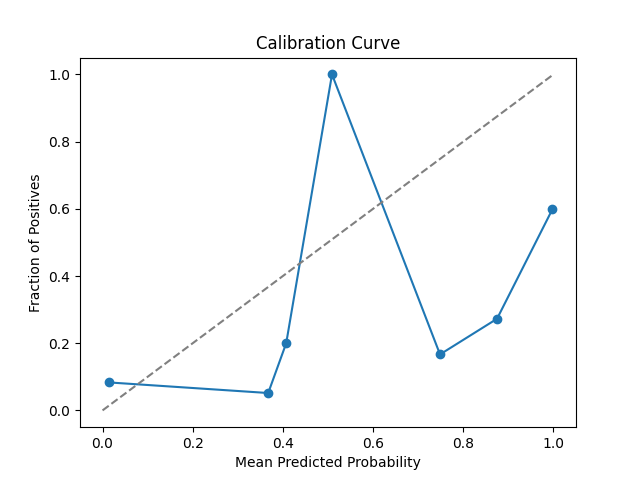 Calibration Curve
1.0
0.8
0.6
0.4
0.2
0.0
Fraction of Positives
0.0 0.2 0.4 0.6 0.8 1.0
Mean Predicted Probability